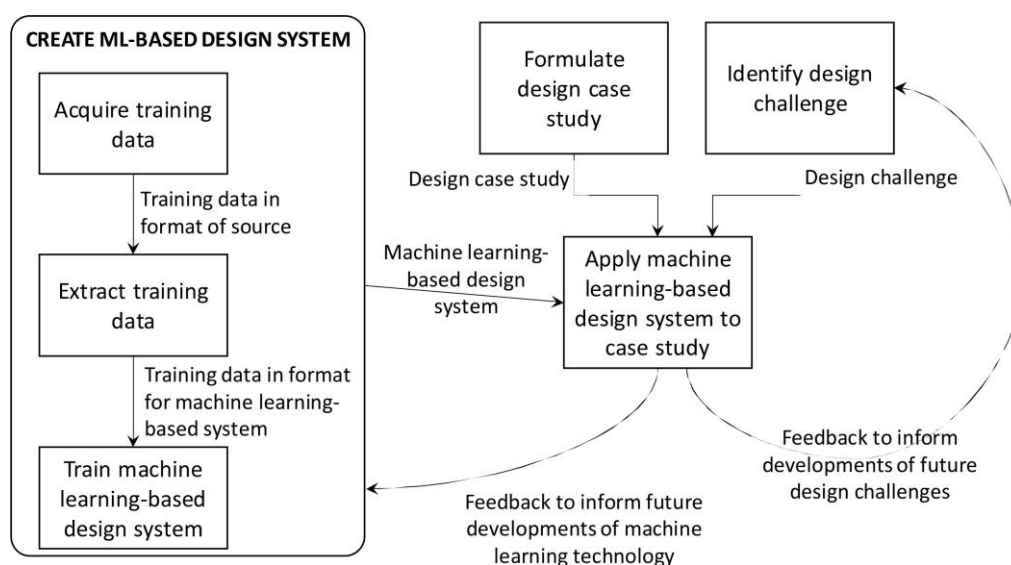 CREATE ML-BASED DESIGN SYSTEM
Acquire training
data
Training data in
format of source
Extract training
data
Training data in format
for machine learning-
based system
Train machine
learning-based
design system
Formulate
design case
study
Identify design
challenge
Design case study
Design challenge
Machine learning-
based design
system
Apply machine
learning-based
design system to
case study
Feedback to inform
developments of future
design challenges
Feedback to inform future
developments of machine
learning technology